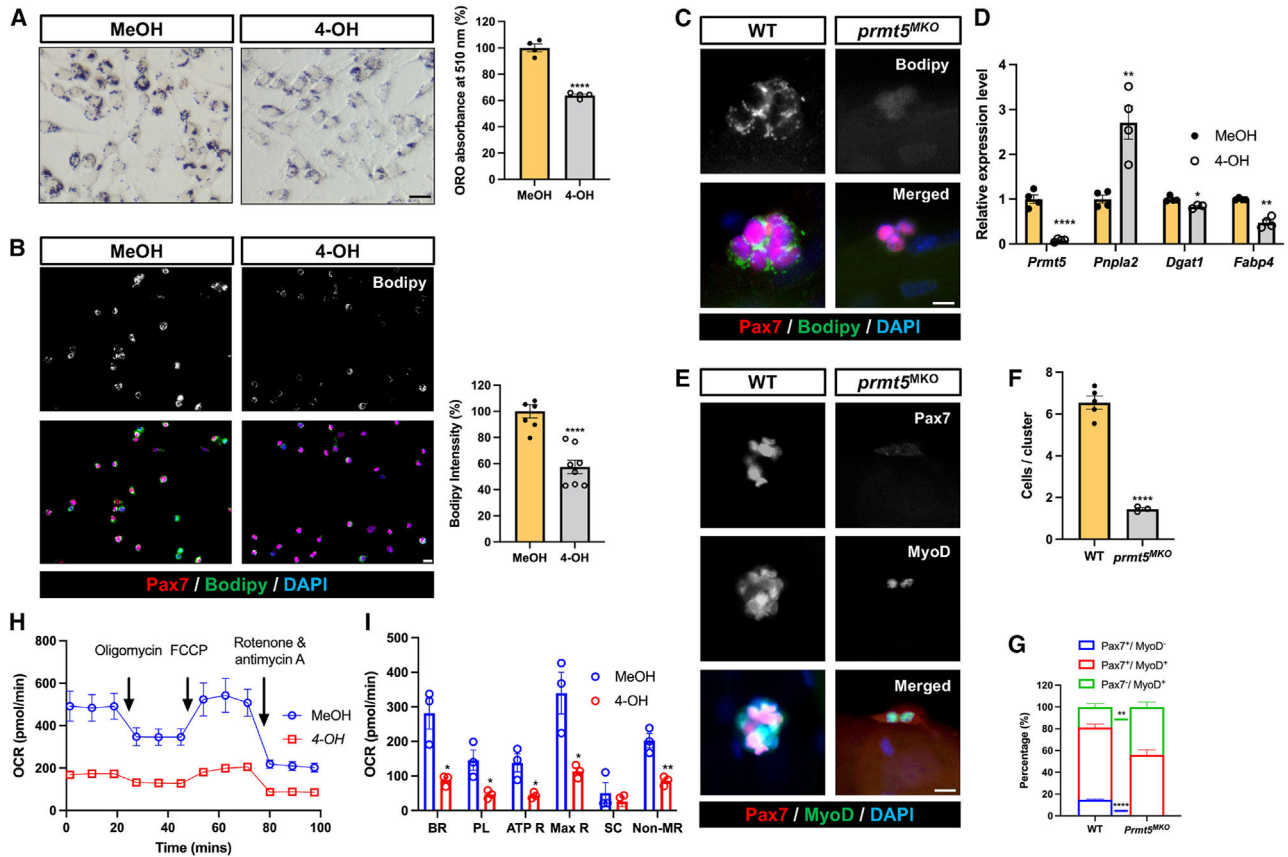 A
MeOH
4-OH
ORO absorbance at 510 nm (%)
120
100
80
60
40
20
0
****
MeOH
4-OH
B
MeOH
4-OH
Bodipy
Pax7 / Bodipy / DAPI
Bodipy Intenssity (%)
120
100
80
60
40
20
0
****
MeOH
4-OH
C
WT
prmt5MKO
Bodipy
Merged
Pax7 / Bodipy / DAPI
D
Relative expression level
4
3
2
1
0
****
**
*
**
MeOH
4-OH
Prmt5
Pnpla2
Dgat1
Fabp4
E
WT
prmt5MKO
Pax7
MyoD
Merged
Pax7 / MyoD / DAPI
F
Cells / cluster
8
6
4
2
0
****
WT
prmt5MKO
G
Pax7+/ MyoD-
Pax7+/ MyoD+
Pax7-/ MyoD+
Percentage (%)
120
100
80
60
40
20
0
**
****
WT
Prmt5MKO
H
OCR (pmol/min)
800
600
400
200
0
Oligomycin
FCCP
Rotenone &
antimycin A
MeOH
4-OH
0
20
40
60
80
100
Time (mins)
I
OCR (pmol/min)
500
400
300
200
100
0
MeOH
4-OH
*
*
*
*
**
BR
PL
ATP R
Max R
SC
Non-MR